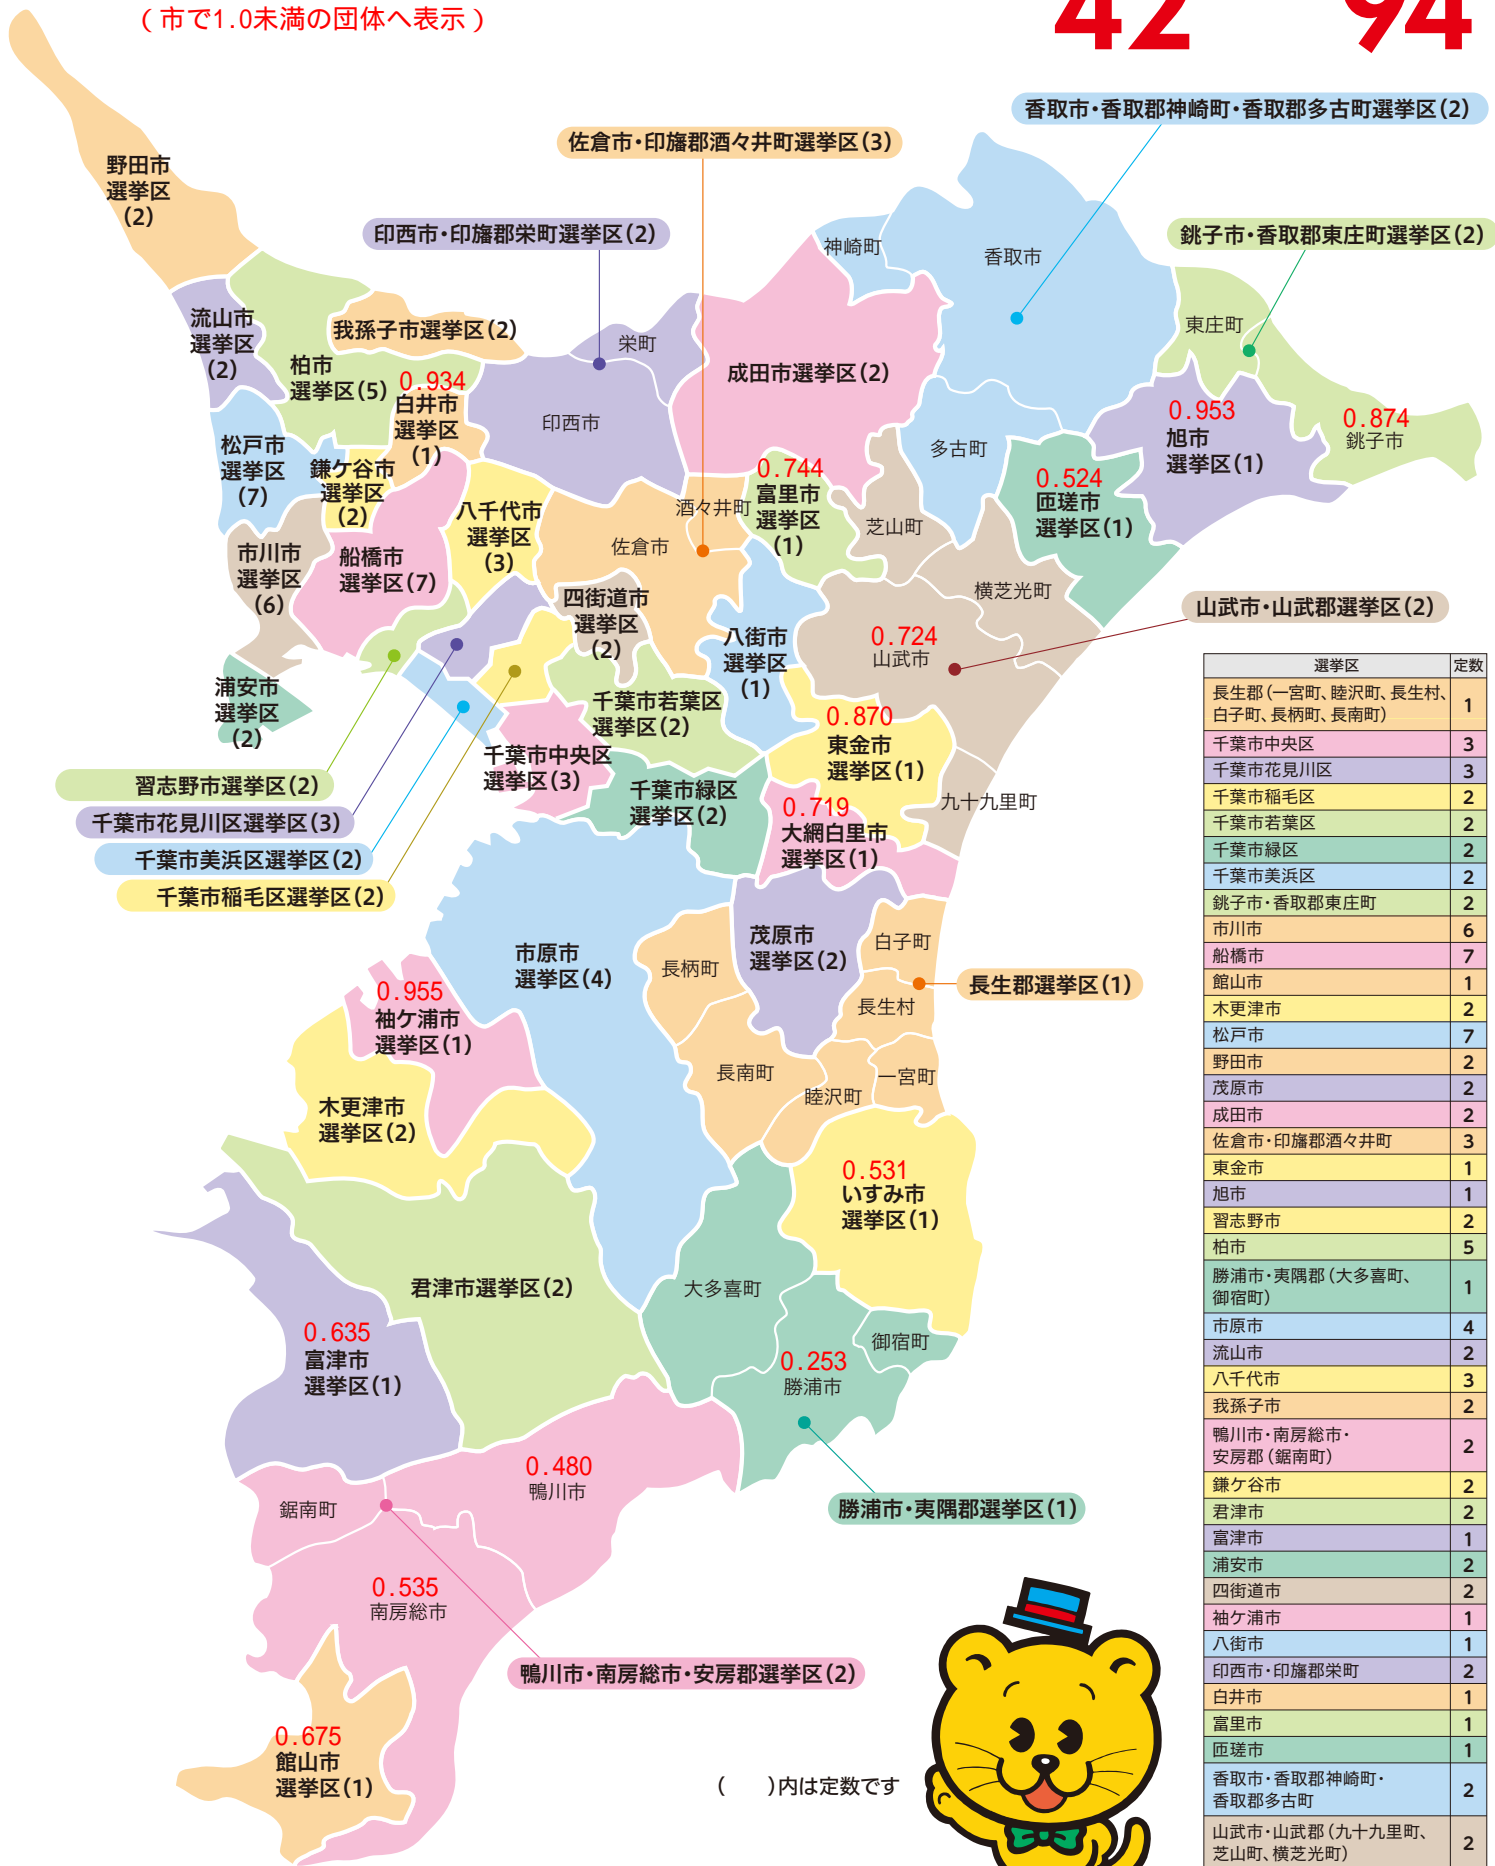 (市で1.0未満の団体へ表示)
42 94
香取市・香取郡神崎町・香取郡多古町選挙区(2)
佐倉市・印旛郡酒々井町選挙区(3)
野田市
選挙区
(2)
印西市・印旛郡栄町選挙区(2)
銚子市・香取郡東庄町選挙区(2)
神崎町
香取市
流山市
選挙区
(2)
我孫子市選挙区(2)
栄町
東庄町
柏市
選挙区(5)
成田市選挙区(2)
0.934
白井市
選挙区
(1)
印西市
0.953
旭市
選挙区(1)
0.874
銚子市
松戸市
選挙区
(7)
鎌ケ谷市
選挙区
(2)
多古町
0.744
富里市
選挙区
(1)
0.524
匝瑳市
選挙区(1)
八千代市
選挙区
(3)
酒々井町
佐倉市
芝山町
市川市
選挙区
(6)
船橋市
選挙区(7)
横芝光町
四街道市
選挙区
(2)
山武市・山武郡選挙区(2)
八街市
選挙区
(1)
0.724
山武市
浦安市
選挙区
(2)
千葉市若葉区
選挙区(2)
0.870
東金市
選挙区(1)
千葉市中央区
選挙区(3)
習志野市選挙区(2)
千葉市緑区
選挙区(2)
九十九里町
千葉市花見川区選挙区(3)
0.719
大網白里市
選挙区(1)
千葉市美浜区選挙区(2)
千葉市稲毛区選挙区(2)
市原市
選挙区(4)
長柄町
茂原市
選挙区(2)
白子町
長生郡選挙区(1)
0.955
袖ケ浦市
選挙区(1)
長生村
長南町
一宮町
睦沢町
木更津市
選挙区(2)
0.531
いすみ市
選挙区(1)
君津市選挙区(2)
大多喜町
0.635
富津市
選挙区(1)
御宿町
0.253
勝浦市
0.480
鴨川市
鋸南町
勝浦市・夷隅郡選挙区(1)
0.535
南房総市
鴨川市・南房総市・安房郡選挙区(2)
0.675
館山市
選挙区(1)
(　)内は定数です
選挙区 定数
長生郡(一宮町、睦沢町、長生村、
白子町、長柄町、長南町) 1
千葉市中央区 3
千葉市花見川区 3
千葉市稲毛区 2
千葉市若葉区 2
千葉市緑区 2
千葉市美浜区 2
銚子市・香取郡東庄町 2
市川市 6
船橋市 7
館山市 1
木更津市 2
松戸市 7
野田市 2
茂原市 2
成田市 2
佐倉市・印旛郡酒々井町 3
東金市 1
旭市 1
習志野市 2
柏市 5
勝浦市・夷隅郡(大多喜町、
御宿町) 1
市原市 4
流山市 2
八千代市 3
我孫子市 2
鴨川市・南房総市・
安房郡(鋸南町) 2
鎌ケ谷市 2
君津市 2
富津市 1
浦安市 2
四街道市 2
袖ケ浦市 1
八街市 1
印西市・印旛郡栄町 2
白井市 1
富里市 1
匝瑳市 1
香取市・香取郡神崎町・
香取郡多古町 2
山武市・山武郡(九十九里町、
芝山町、横芝光町) 2